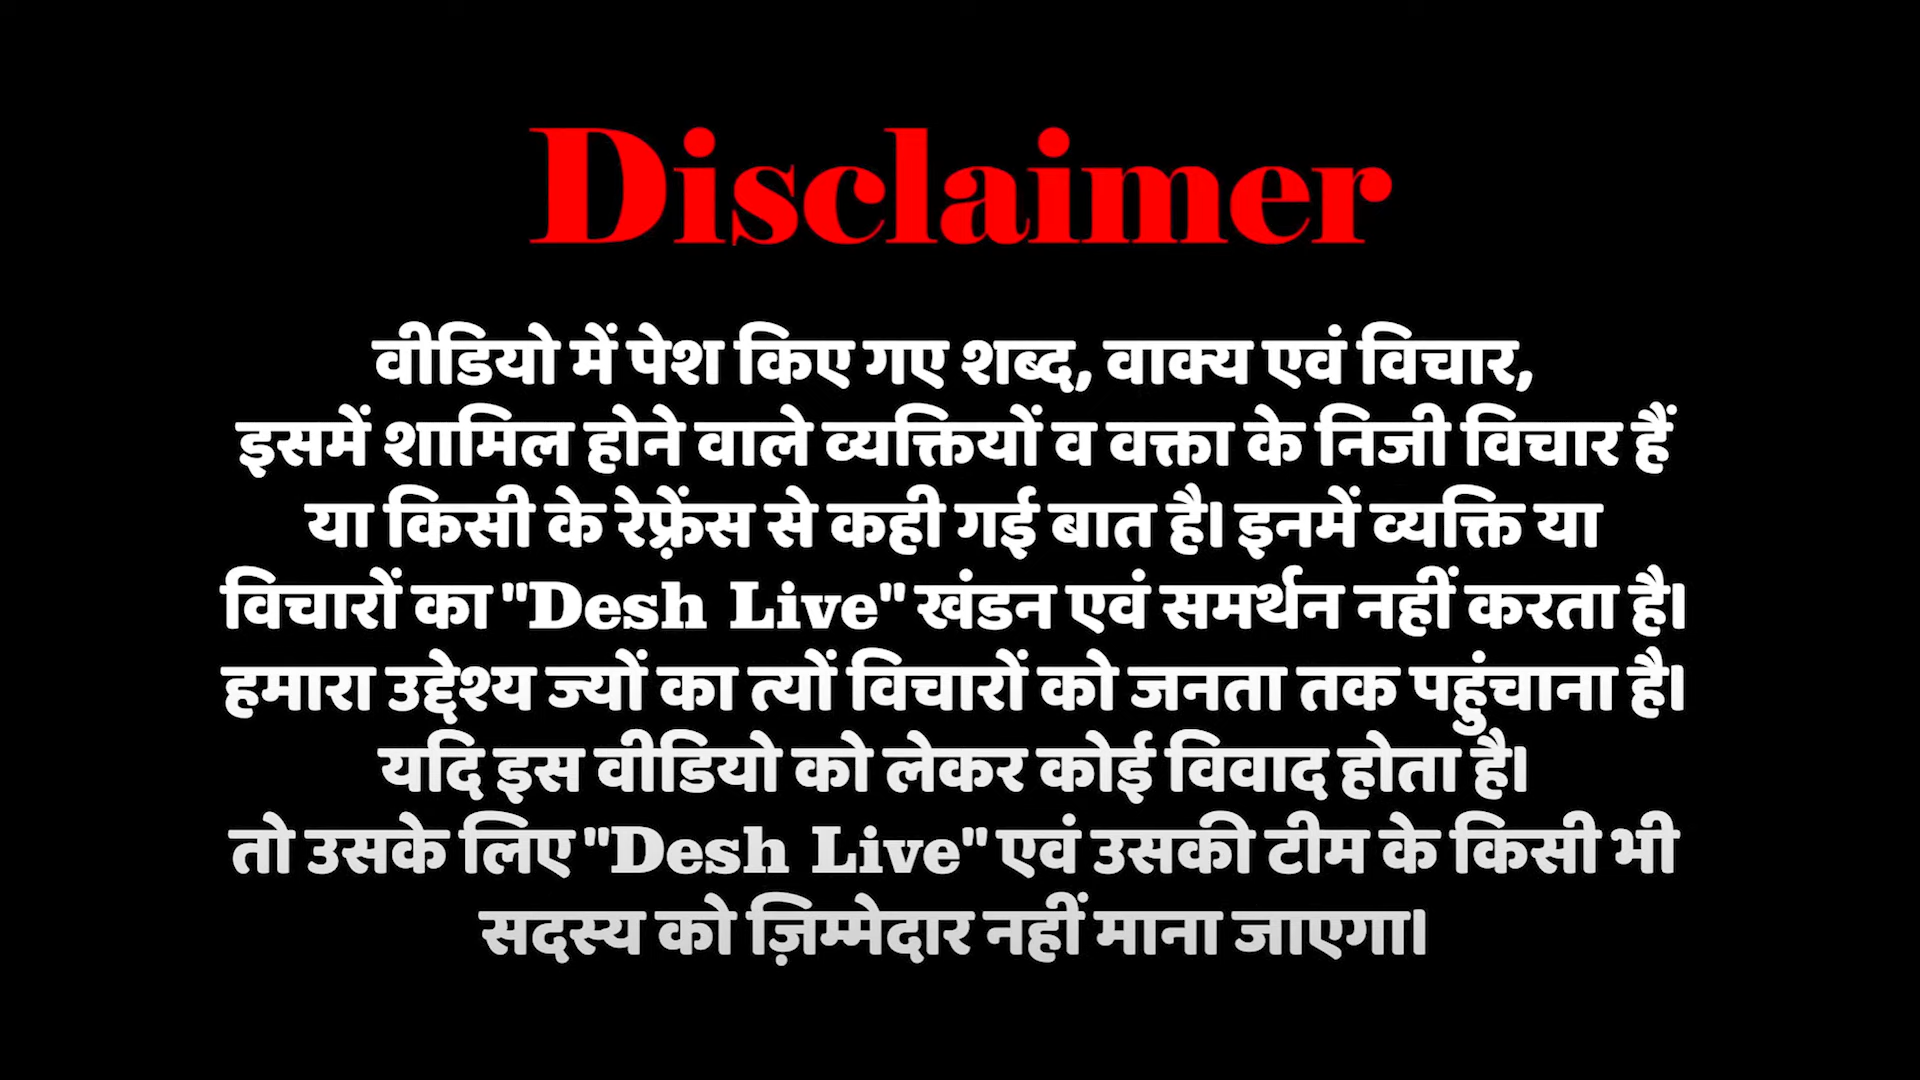 Disclaimer
वीडियो में पेश किए गए शब्द, वाक्य एवं विचार,
इसमें शामिल होने वाले व्यक्तियों व वक्ता के निजी विचार हैं
या किसी के रेफ़्रेंस से कही गई बात है। इनमें व्यक्ति या
विचारों का "Desh Live" खंडन एवं समर्थन नहीं करता है।
हमारा उद्देश्य ज्यों का त्यों विचारों को जनता तक पहुंचाना है।
यदि इस वीडियो को लेकर कोई विवाद होता है।
तो उसके लिए "Desh Live" एवं उसकी टीम के किसी भी
सदस्य को ज़िम्मेदार नहीं माना जाएगा।